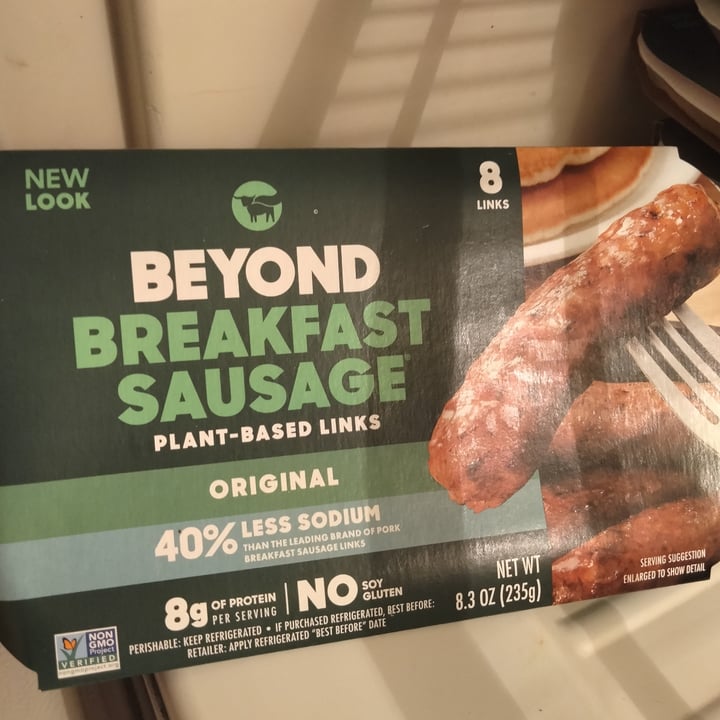 NEW
LOOK
8
LINKS
BEYOND
BREAKFAST
SAUSAGE®
PLANT-BASED LINKS
ORIGINAL
40% LESS SODIUM
THAN THE LEADING BRAND OF PORK
BREAKFAST SAUSAGE LINKS
8g OF PROTEIN
PER SERVING
NO SOY
GLUTEN
NET WT
8.3 OZ (235g)
SERVING SUGGESTION
ENLARGED TO SHOW DETAIL
NON
GMO
Project
VERIFIED
nongmoproject.org
PERISHABLE: KEEP REFRIGERATED • IF PURCHASED REFRIGERATED, BEST BEFORE:
RETAILER: APPLY REFRIGERATED "BEST BEFORE" DATE